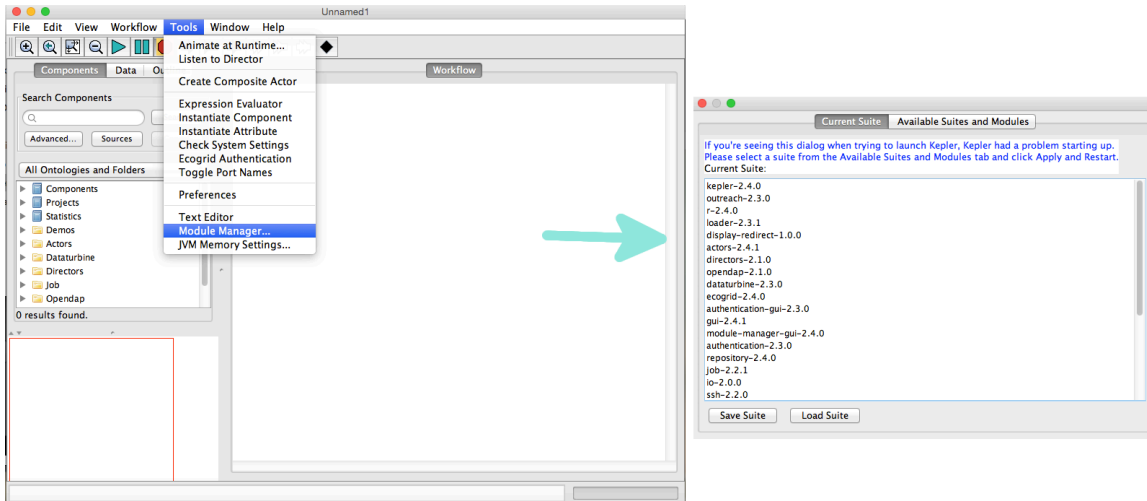 Unnamed1
File Edit View Workflow Tools Window Help
Animate at Runtime...
Listen to Director
Create Composite Actor
Expression Evaluator
Instantiate Component
Instantiate Attribute
Check System Settings
Ecogrid Authentication
Toggle Port Names
Preferences
Text Editor
Module Manager...
JVM Memory Settings...
Components Data
Workflow
Search Components
Advanced... Sources
All Ontologies and Folders
Components
Projects
Statistics
Demos
Actors
Dataturbine
Directors
Job
Opendap
0 results found.
Current Suite Available Suites and Modules
If you're seeing this dialog when trying to launch Kepler, Kepler had a problem starting up.
Please select a suite from the Available Suites and Modules tab and click Apply and Restart.
Current Suite:
kepler-2.4.0
outreach-2.3.0
r-2.4.0
loader-2.3.1
display-redirect-1.0.0
actors-2.4.1
directors-2.1.0
opendap-2.1.0
dataturbine-2.3.0
ecogrid-2.4.0
authentication-gui-2.3.0
gui-2.4.1
module-manager-gui-2.4.0
authentication-2.3.0
repository-2.4.0
job-2.2.1
io-2.0.0
ssh-2.2.0
Save Suite Load Suite